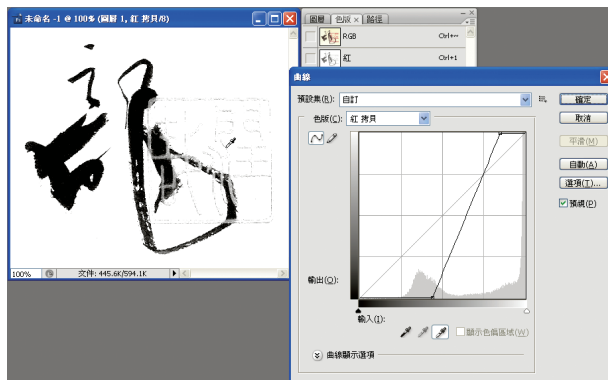 未命名 -1 @ 100% (圖層 1, 紅 拷貝/8)
100%
文件: 445.6K/594.1K
圖層 色版 × 路徑
RGB Ctrl+~
紅 Ctrl+1
曲線
預設集(R): 自訂
色版(C): 紅 拷貝
輸出(O):
輸入(I):
顯示色偏區域(W)
曲線顯示選項
確定
取消
平滑(M)
自動(A)
選項(T)...
預視(P)